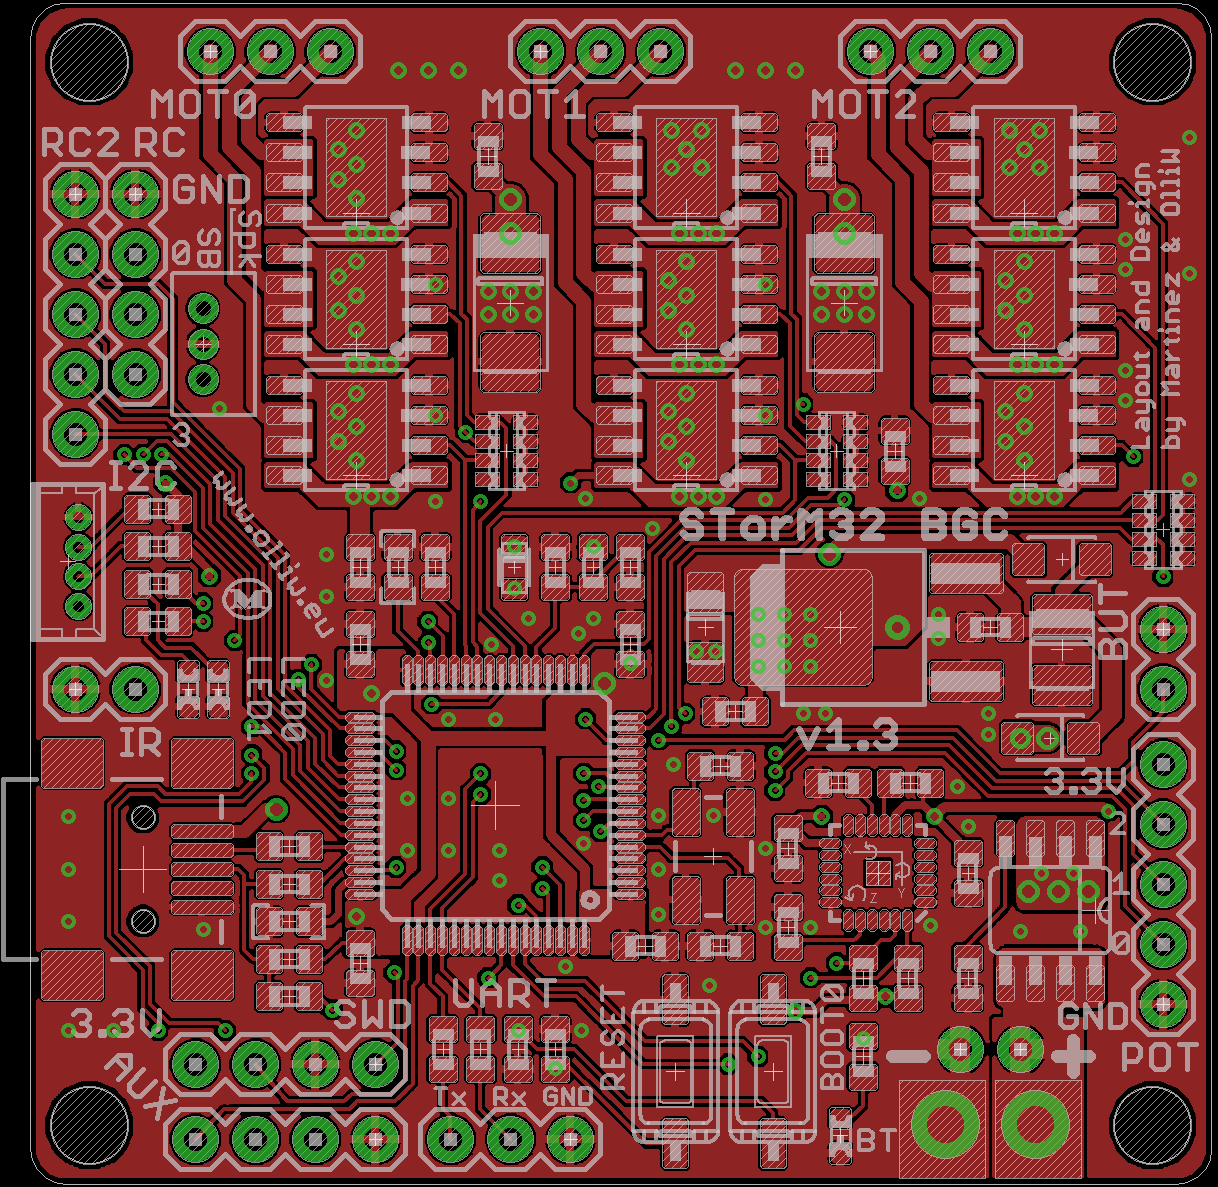 MOT0 MOT1 MOT2
RC2 RC
GND
0 SB
SPk
3
I2C
www.olliw.eu
Layout and Design
by Martinez & OlliW
STorM32 BGC
M
BUT
LED1
LED0
IR
v1.3
3.3V
2
1
0
GND
POT
X
Y
Z
3.3V
SWD
UART
AUX
Tx Rx GND
RESET
BOOT0
- +
BT